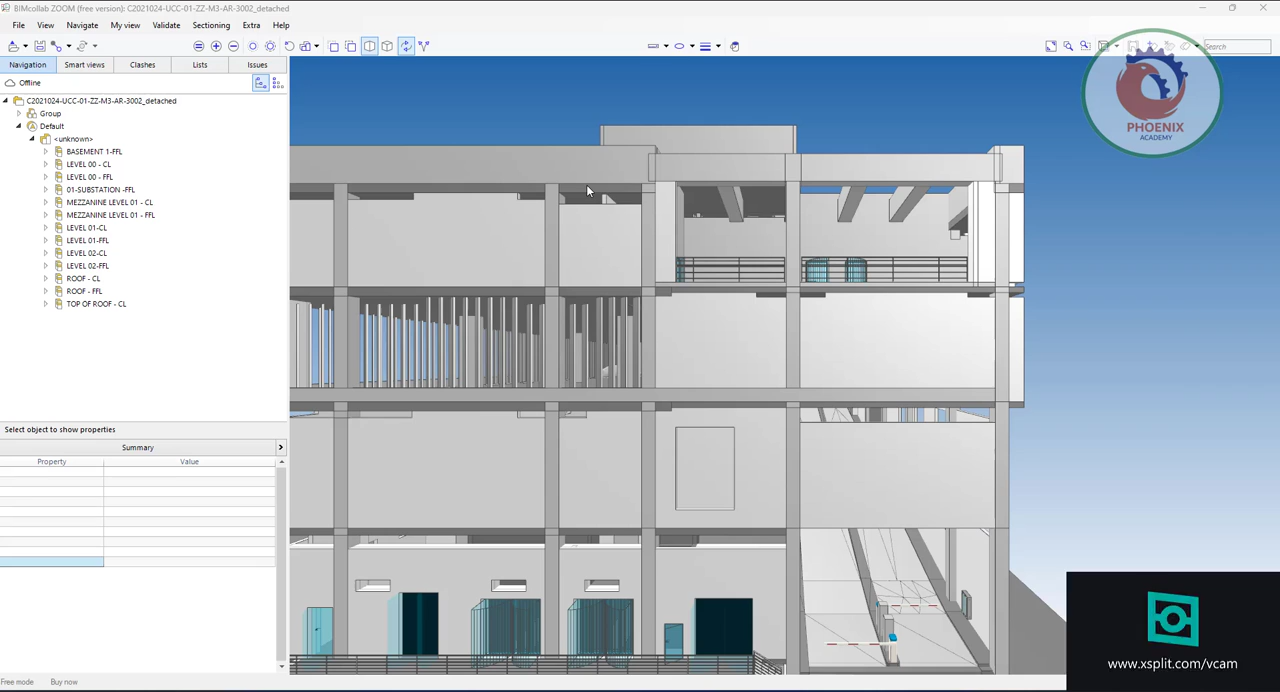 BIMcollab ZOOM (free version): C2021024-UCC-01-ZZ-M3-AR-3002_detached
File View Navigate My view Validate Sectioning Extra Help
Search
Navigation Smart views Clashes Lists Issues
Offline
C2021024-UCC-01-ZZ-M3-AR-3002_detached
Group
Default
<unknown>
BASEMENT 1-FFL
LEVEL 00 - CL
LEVEL 00 - FFL
01-SUBSTATION -FFL
MEZZANINE LEVEL 01 - CL
MEZZANINE LEVEL 01 - FFL
LEVEL 01-CL
LEVEL 01-FFL
LEVEL 02-CL
LEVEL 02-FFL
ROOF - CL
ROOF - FFL
TOP OF ROOF - CL
PHOENIX
ACADEMY
Select object to show properties
Summary
Property Value
www.xsplit.com/vcam
Free mode Buy now